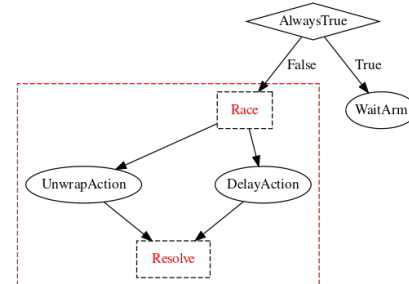 AlwaysTrue
False
True
Race
WaitArm
UnwrapAction
DelayAction
Resolve